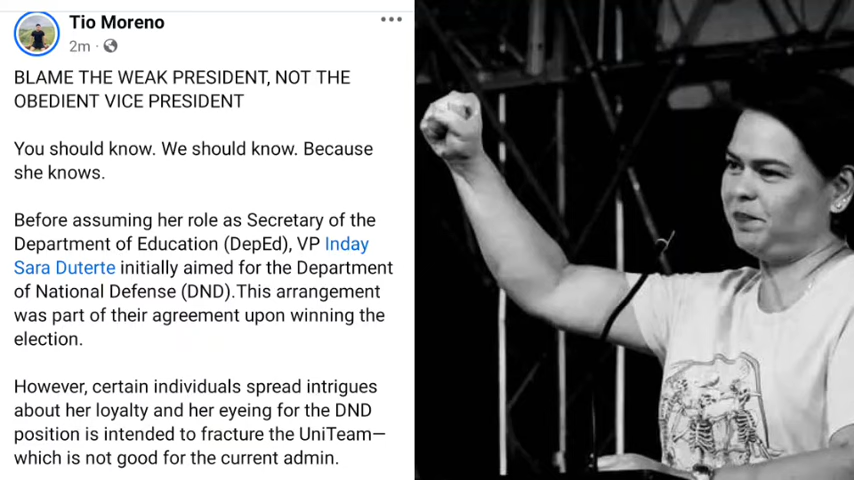 Tio Moreno
2m ·
BLAME THE WEAK PRESIDENT, NOT THE
OBEDIENT VICE PRESIDENT
You should know. We should know. Because
she knows.
Before assuming her role as Secretary of the
Department of Education (DepEd), VP Inday
Sara Duterte initially aimed for the Department
of National Defense (DND).This arrangement
was part of their agreement upon winning the
election.
However, certain individuals spread intrigues
about her loyalty and her eyeing for the DND
position is intended to fracture the UniTeam—
which is not good for the current admin.